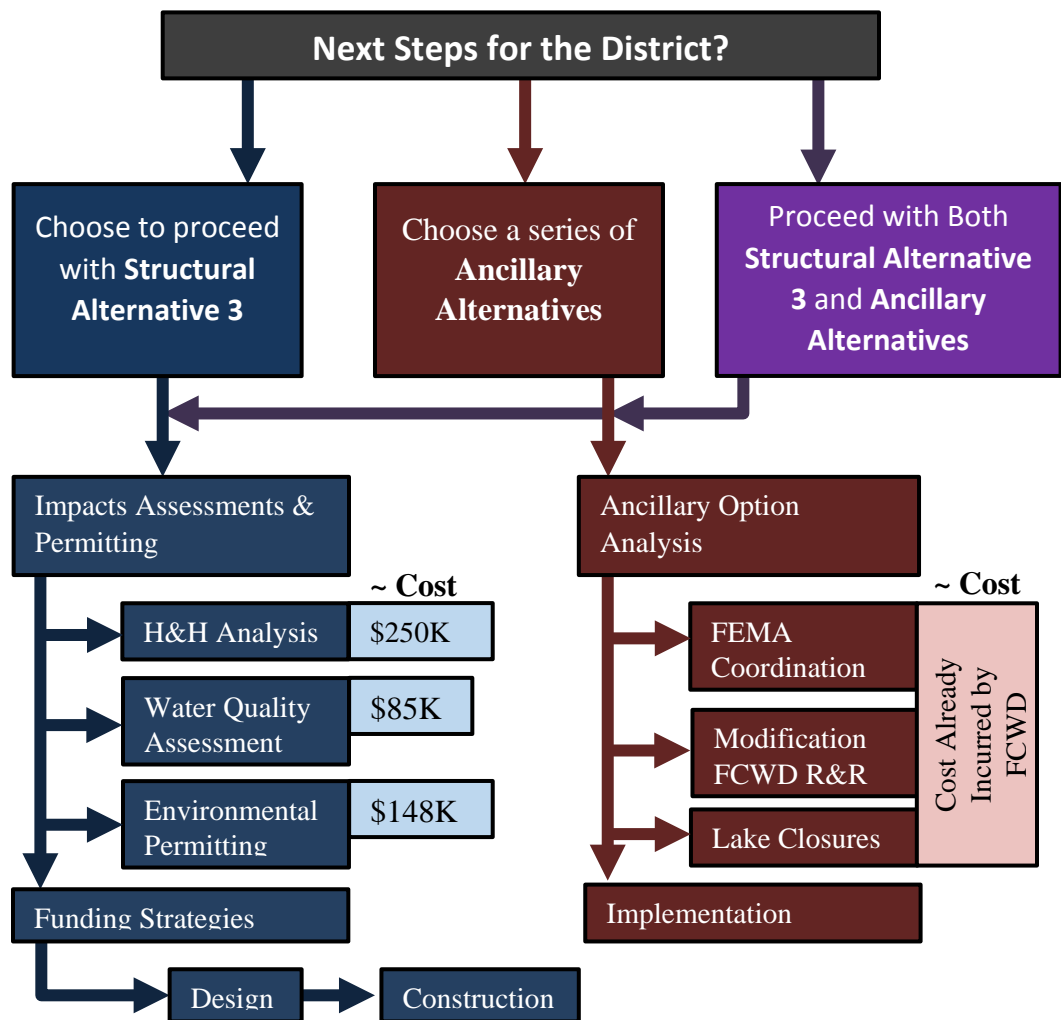 Next Steps for the District?
Choose to proceed
with Structural
Alternative 3
Choose a series of
Ancillary
Alternatives
Proceed with Both
Structural Alternative
3 and Ancillary
Alternatives
Impacts Assessments &
Permitting
~ Cost
H&H Analysis
$250K
Water Quality
Assessment
$85K
Environmental
Permitting
$148K
Funding Strategies
Design
Construction
Ancillary Option
Analysis
~ Cost
FEMA
Coordination
Modification
FCWD R&R
Lake Closures
Cost Already
Incurred by
FCWD
Implementation